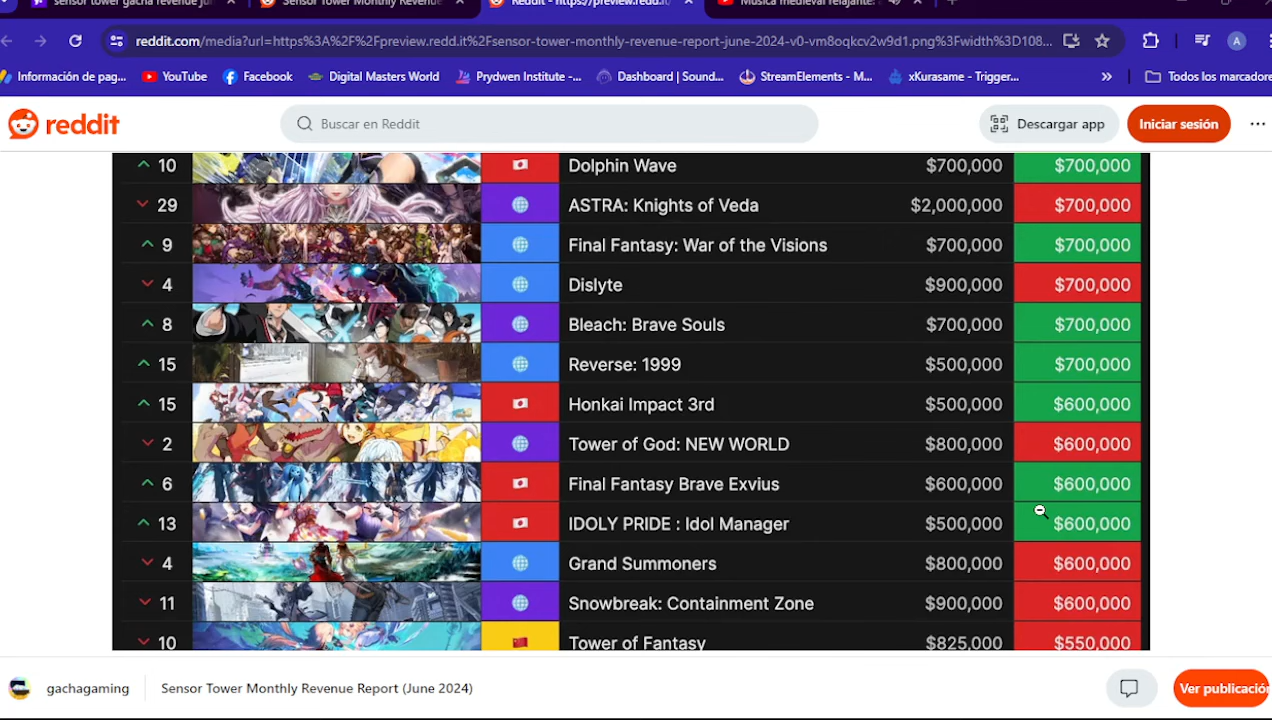 sensor tower gacha revenue ju
Sensor Tower Monthly Revenue
Reddit - https://preview.redd.it
Musica medieval relajante:
reddit.com/media?url=https%3A%2F%2Fpreview.redd.it%2Fsensor-tower-monthly-revenue-report-june-2024-v0-vm8oqkcv2w9d1.png%3Fwidth%3D108...
A
Información de pag...
YouTube
Facebook
Digital Masters World
Prydwen Institute -...
Dashboard | Sound...
StreamElements - M...
xKurasame - Trigger...
»
Todos los marcadore
reddit
Buscar en Reddit
Descargar app
Iniciar sesión
10 Dolphin Wave $700,000 $700,000
29 ASTRA: Knights of Veda $2,000,000 $700,000
9 Final Fantasy: War of the Visions $700,000 $700,000
4 Dislyte $900,000 $700,000
8 Bleach: Brave Souls $700,000 $700,000
15 Reverse: 1999 $500,000 $700,000
15 Honkai Impact 3rd $500,000 $600,000
2 Tower of God: NEW WORLD $800,000 $600,000
6 Final Fantasy Brave Exvius $600,000 $600,000
13 IDOLY PRIDE : Idol Manager $500,000 $600,000
4 Grand Summoners $800,000 $600,000
11 Snowbreak: Containment Zone $900,000 $600,000
10 Tower of Fantasy $825,000 $550,000
gachagaming
Sensor Tower Monthly Revenue Report (June 2024)
Ver publicación